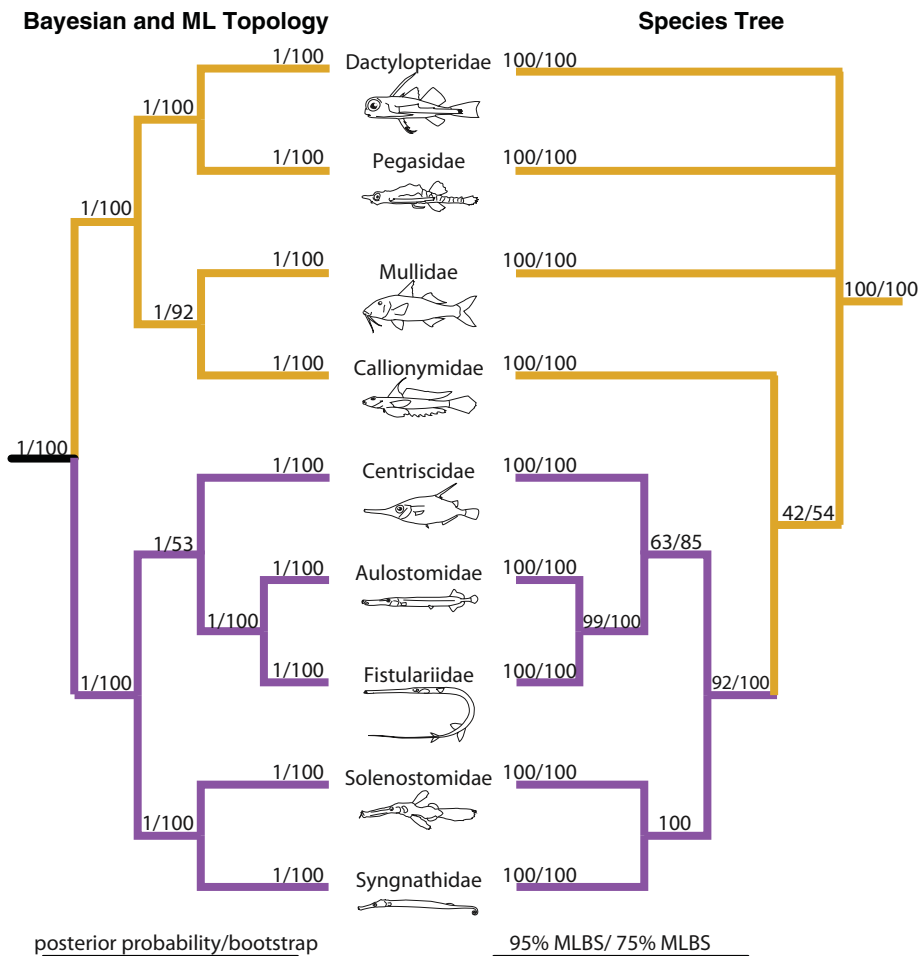 Bayesian and ML Topology
Species Tree
1/100
Dactylopteridae
100/100
1/100
1/100
Pegasidae
100/100
1/100
1/100
Mullidae
100/100
100/100
1/92
1/100
Callionymidae
100/100
1/100
1/100
Centriscidae
100/100
42/54
1/53
63/85
1/100
Aulostomidae
100/100
1/100
99/100
1/100
Fistulariidae
100/100
1/100
92/100
1/100
Solenostomidae
100/100
1/100
100
1/100
Syngnathidae
100/100
posterior probability/bootstrap
95% MLBS/ 75% MLBS